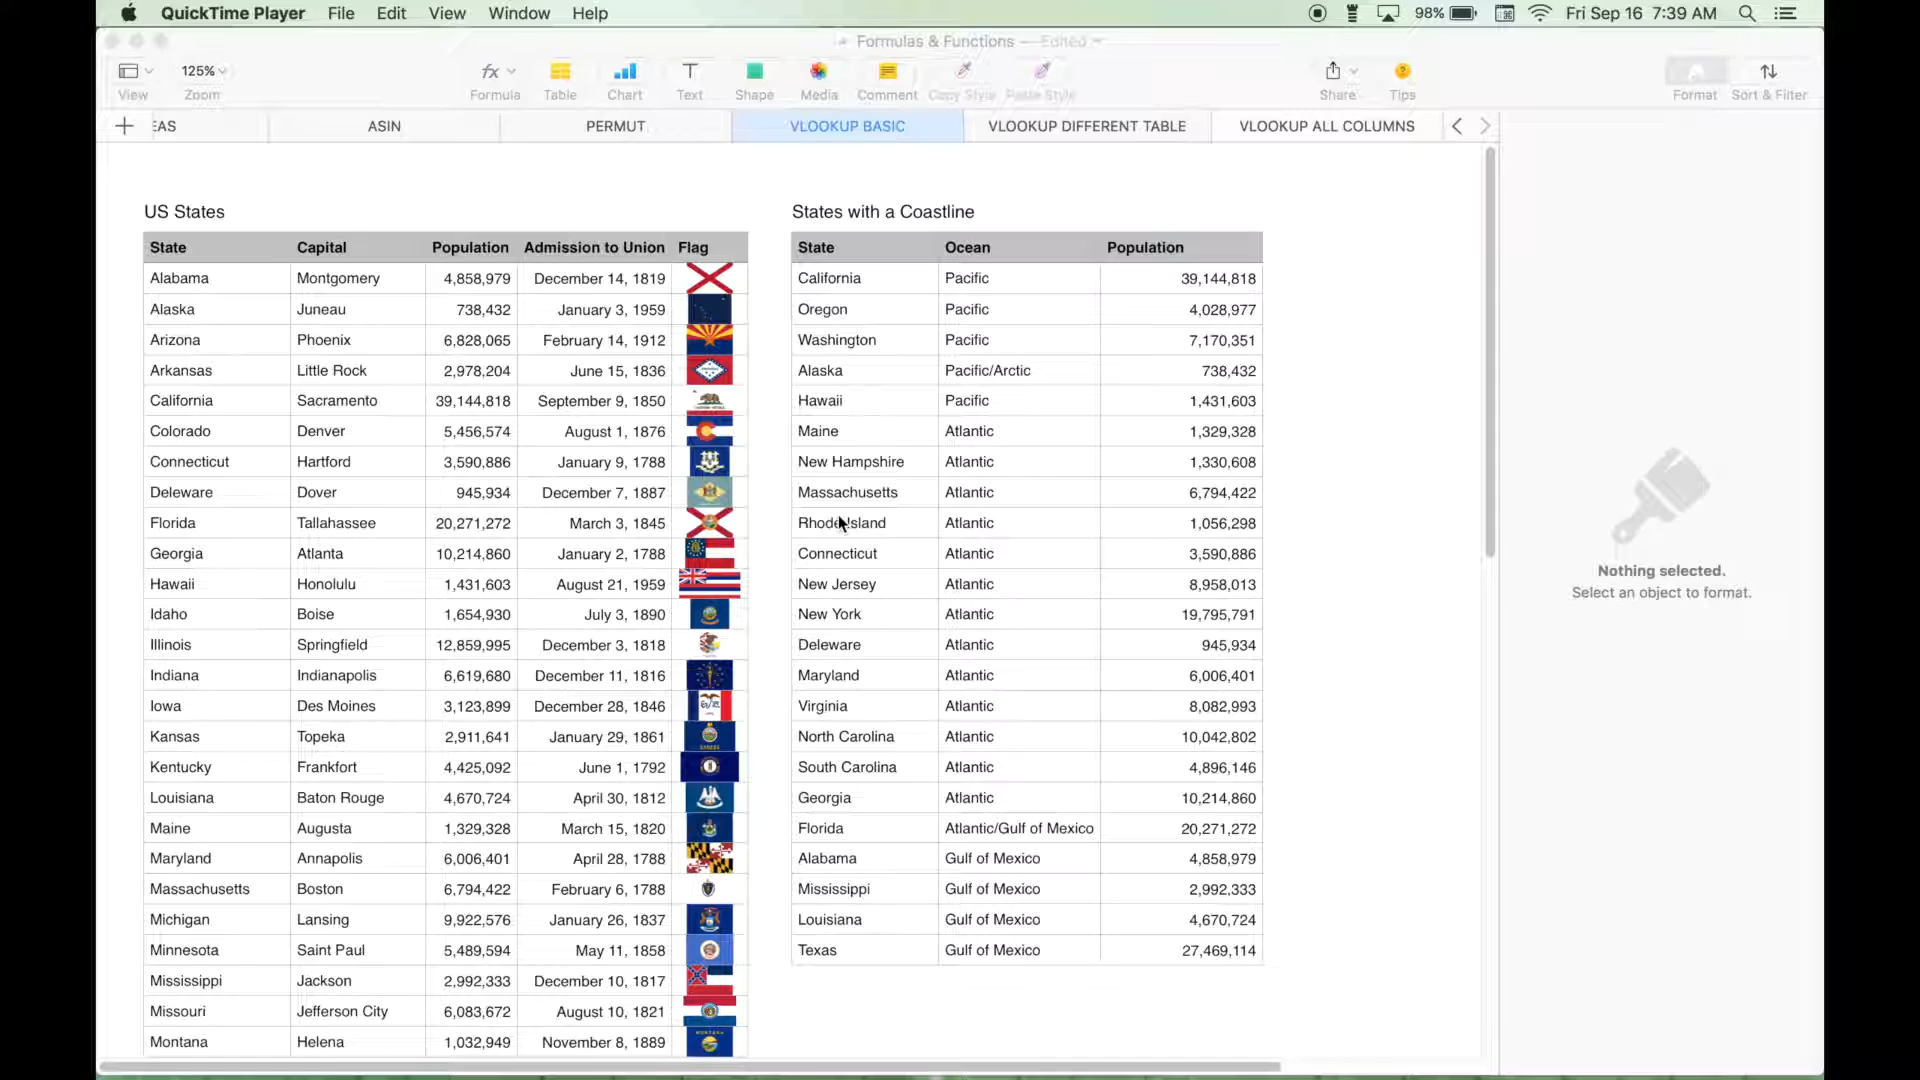 QuickTime Player File Edit View Window Help 98% Fri Sep 16 7:39 AM
Formulas & Functions — Edited
125% fx T
View Zoom Formula Table Chart Text Shape Media Comment Copy Style Paste Style Share Tips Format Sort & Filter
EAS ASIN PERMUT VLOOKUP BASIC VLOOKUP DIFFERENT TABLE VLOOKUP ALL COLUMNS
US States
State Capital Population Admission to Union Flag
Alabama Montgomery 4,858,979 December 14, 1819
Alaska Juneau 738,432 January 3, 1959
Arizona Phoenix 6,828,065 February 14, 1912
Arkansas Little Rock 2,978,204 June 15, 1836
California Sacramento 39,144,818 September 9, 1850
Colorado Denver 5,456,574 August 1, 1876
Connecticut Hartford 3,590,886 January 9, 1788
Deleware Dover 945,934 December 7, 1887
Florida Tallahassee 20,271,272 March 3, 1845
Georgia Atlanta 10,214,860 January 2, 1788
Hawaii Honolulu 1,431,603 August 21, 1959
Idaho Boise 1,654,930 July 3, 1890
Illinois Springfield 12,859,995 December 3, 1818
Indiana Indianapolis 6,619,680 December 11, 1816
Iowa Des Moines 3,123,899 December 28, 1846
Kansas Topeka 2,911,641 January 29, 1861
Kentucky Frankfort 4,425,092 June 1, 1792
Louisiana Baton Rouge 4,670,724 April 30, 1812
Maine Augusta 1,329,328 March 15, 1820
Maryland Annapolis 6,006,401 April 28, 1788
Massachusetts Boston 6,794,422 February 6, 1788
Michigan Lansing 9,922,576 January 26, 1837
Minnesota Saint Paul 5,489,594 May 11, 1858
Mississippi Jackson 2,992,333 December 10, 1817
Missouri Jefferson City 6,083,672 August 10, 1821
Montana Helena 1,032,949 November 8, 1889
States with a Coastline
State Ocean Population
California Pacific 39,144,818
Oregon Pacific 4,028,977
Washington Pacific 7,170,351
Alaska Pacific/Arctic 738,432
Hawaii Pacific 1,431,603
Maine Atlantic 1,329,328
New Hampshire Atlantic 1,330,608
Massachusetts Atlantic 6,794,422
Rhode Island Atlantic 1,056,298
Connecticut Atlantic 3,590,886
New Jersey Atlantic 8,958,013
New York Atlantic 19,795,791
Deleware Atlantic 945,934
Maryland Atlantic 6,006,401
Virginia Atlantic 8,082,993
North Carolina Atlantic 10,042,802
South Carolina Atlantic 4,896,146
Georgia Atlantic 10,214,860
Florida Atlantic/Gulf of Mexico 20,271,272
Alabama Gulf of Mexico 4,858,979
Mississippi Gulf of Mexico 2,992,333
Louisiana Gulf of Mexico 4,670,724
Texas Gulf of Mexico 27,469,114
Nothing selected.
Select an object to format.